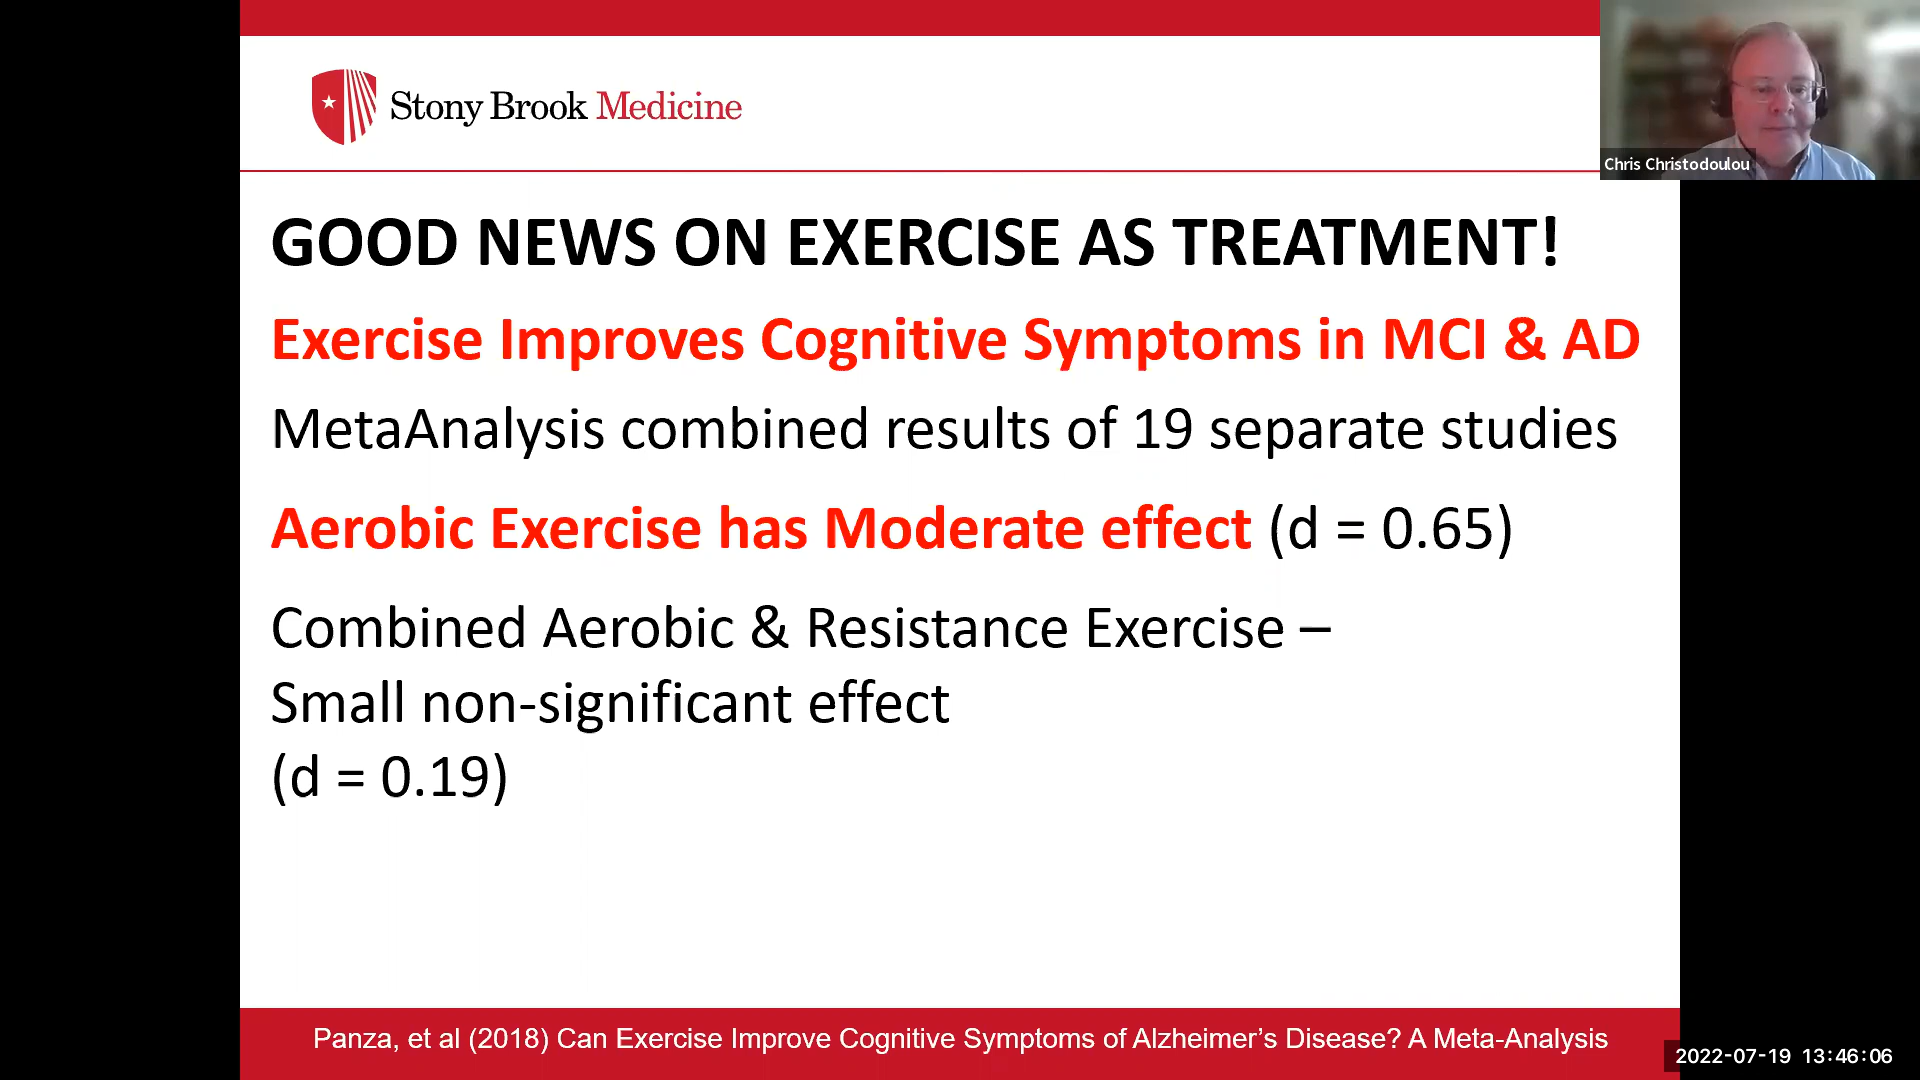 Stony Brook Medicine
Chris Christodoulou
GOOD NEWS ON EXERCISE AS TREATMENT!
Exercise Improves Cognitive Symptoms in MCI & AD
MetaAnalysis combined results of 19 separate studies
Aerobic Exercise has Moderate effect (d = 0.65)
Combined Aerobic & Resistance Exercise –
Small non-significant effect
(d = 0.19)
Panza, et al (2018) Can Exercise Improve Cognitive Symptoms of Alzheimer’s Disease? A Meta-Analysis
2022-07-19 13:46:06